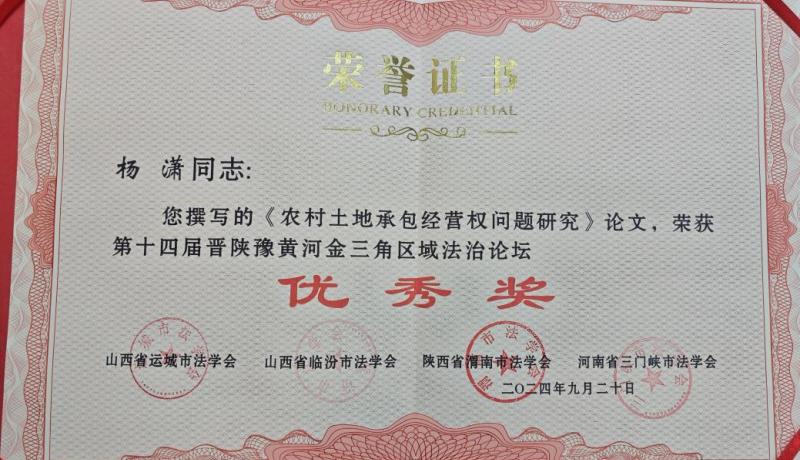 荣誉证书
HONORARY CREDENTIAL
杨 潇同志：
您撰写的《农村土地承包经营权问题研究》论文，荣获
第十四届晋陕豫黄河金三角区域法治论坛
优秀奖
山西省运城市法学会 山西省临汾市法学会 陕西省渭南市法学会 河南省三门峡市法学会
二〇二四年九月二十日